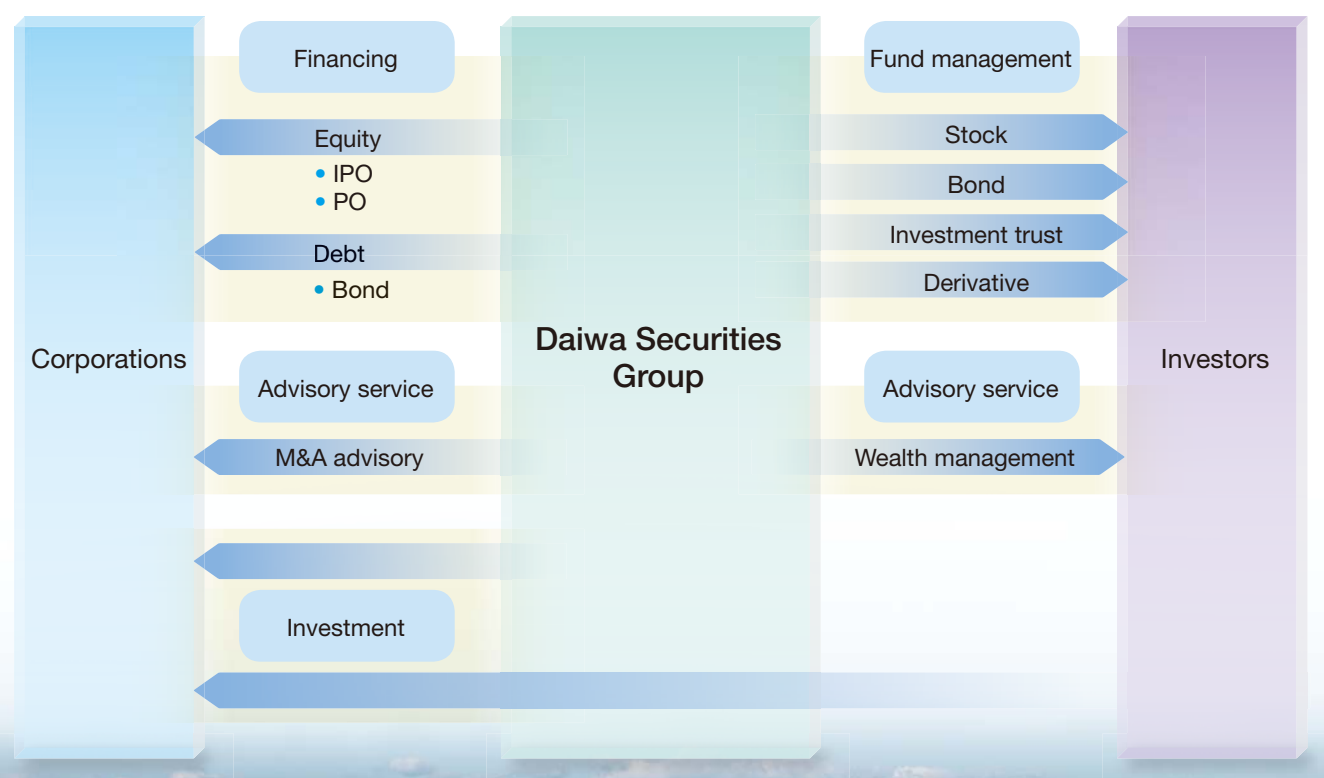 Financing
Equity
• IPO
• PO
Debt
• Bond
Corporations
Advisory service
M&A advisory
Investment
Daiwa Securities
Group
Fund management
Stock
Bond
Investment trust
Derivative
Advisory service
Wealth management
Investors